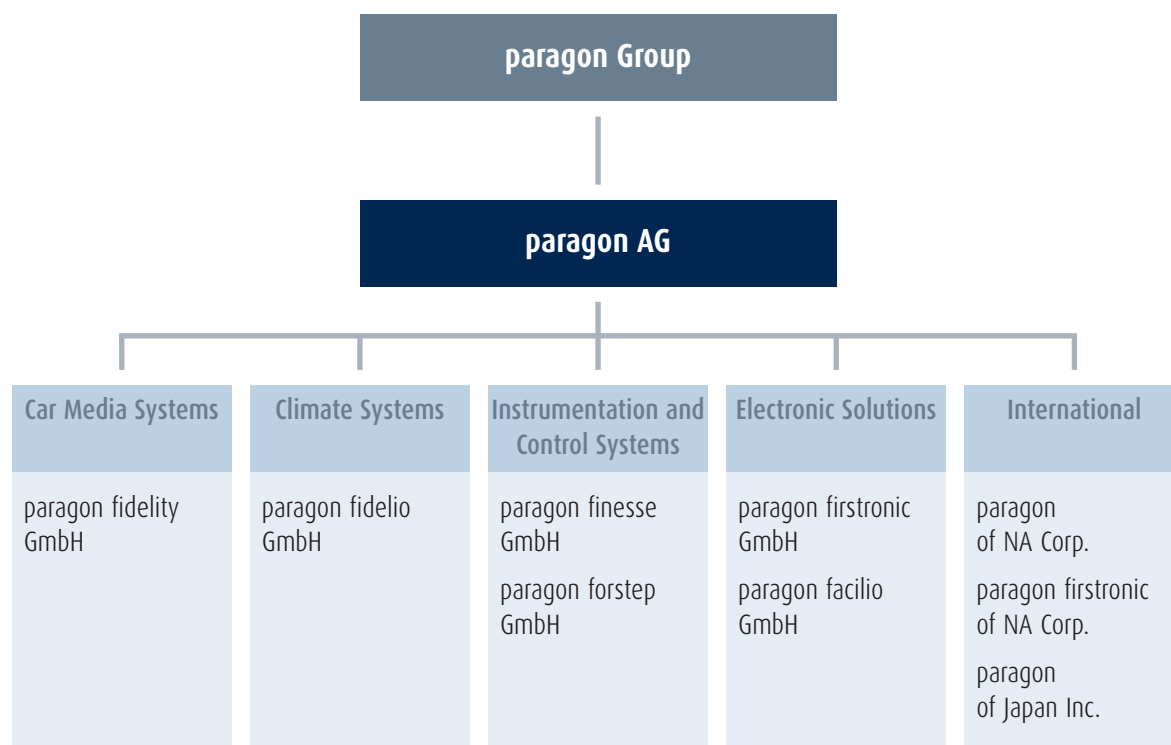 paragon Group
paragon AG
Car Media Systems
paragon fidelity
GmbH
Climate Systems
paragon fidelio
GmbH
Instrumentation and
Control Systems
paragon finesse
GmbH
paragon forstep
GmbH
Electronic Solutions
paragon firstronic
GmbH
paragon facilio
GmbH
International
paragon
of NA Corp.
paragon firstronic
of NA Corp.
paragon
of Japan Inc.